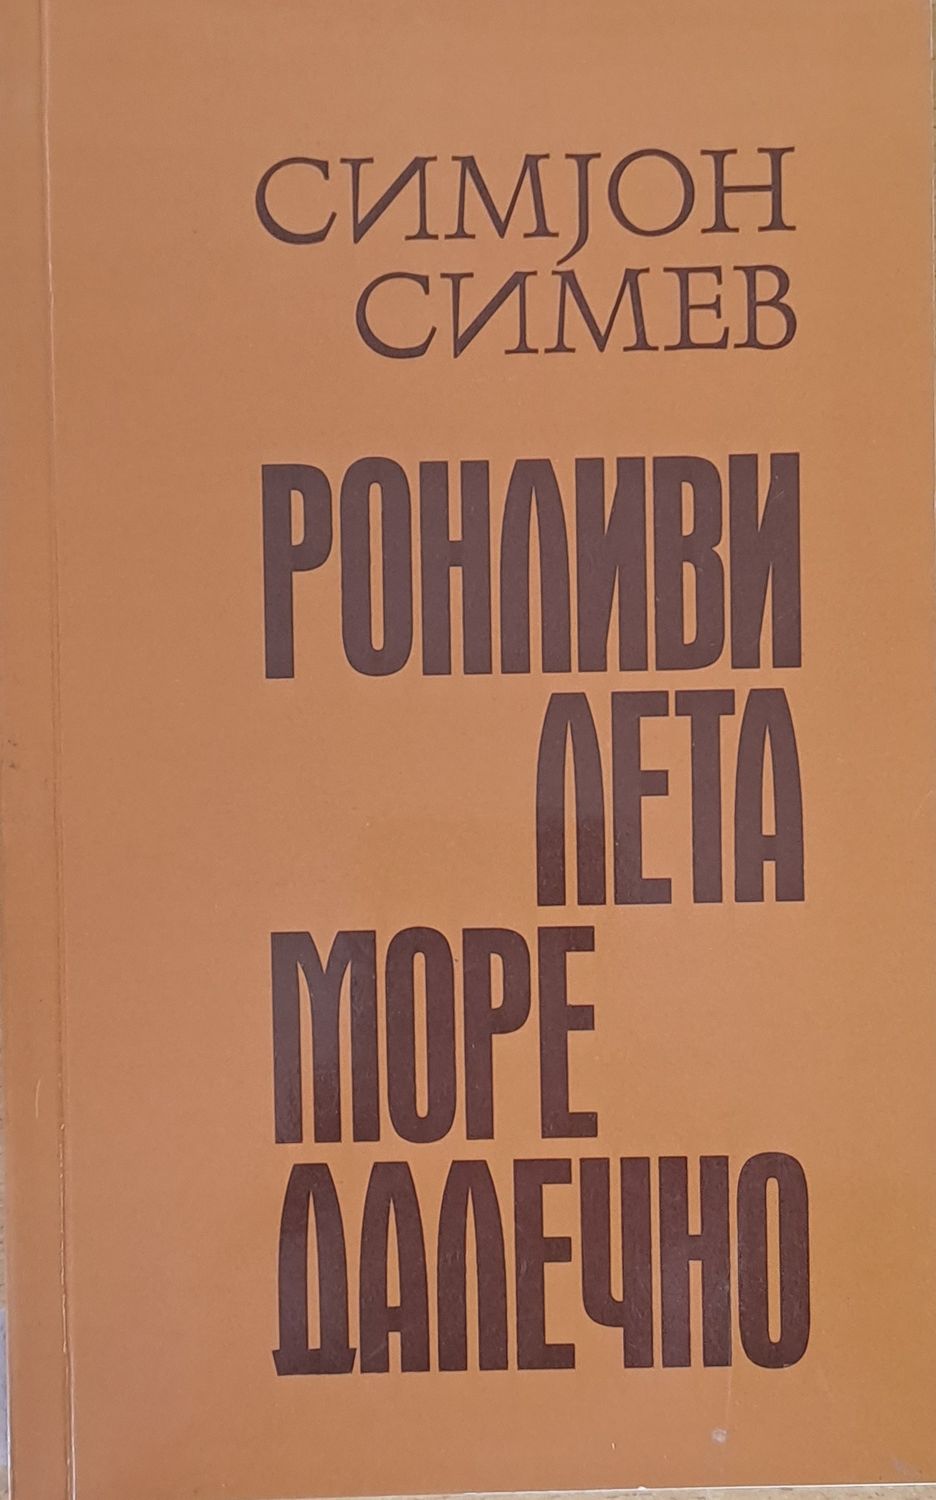 СИМЈОН
СИМЕВ
РОНЛИВИ
ЛЕТА
МОРЕ
ДАЛЕЧНО